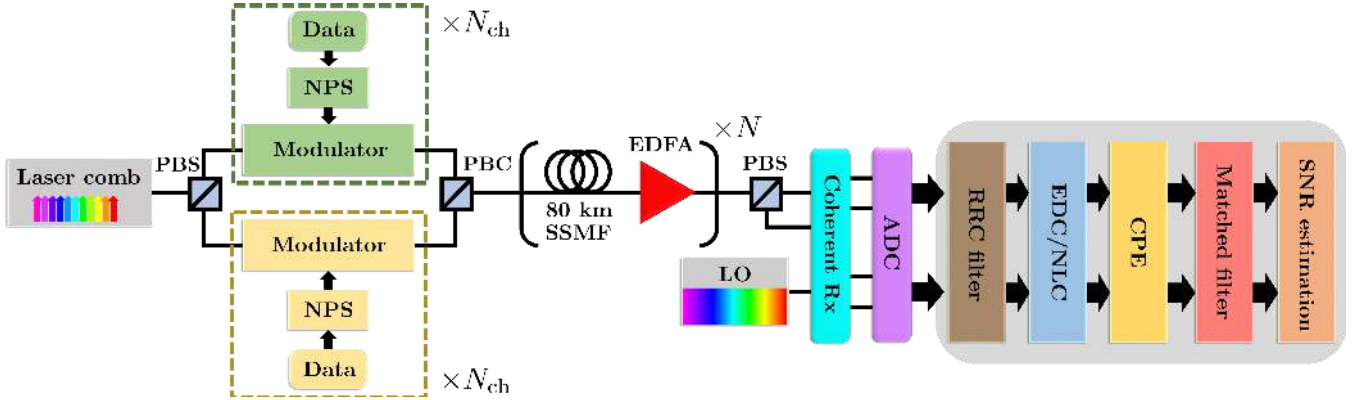 Data
× N_ch
NPS
Modulator
PBS
PBC
Laser comb
Modulator
NPS
Data
× N_ch
80 km
SSMF
EDFA
× N
PBS
LO
Coherent Rx
ADC
RRC filter
EDC/NLC
CPE
Matched filter
SNR estimation